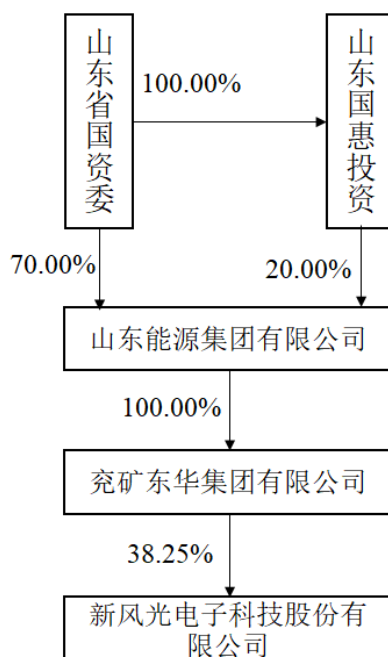 山东省国资委
100.00%
山东国惠投资
70.00%
20.00%
山东能源集团有限公司
100.00%
兖矿东华集团有限公司
38.25%
新风光电子科技股份有
限公司